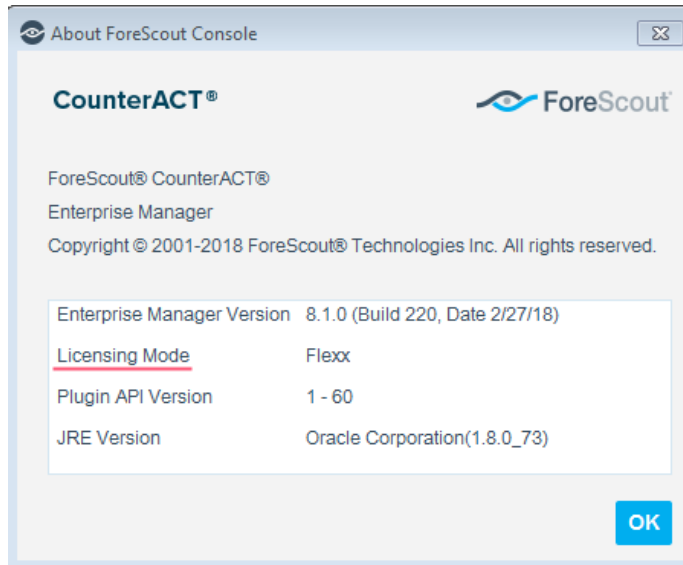 About ForeScout Console
CounterACT®
ForeScout
ForeScout® CounterACT®
Enterprise Manager
Copyright © 2001-2018 ForeScout® Technologies Inc. All rights reserved.
Enterprise Manager Version 8.1.0 (Build 220, Date 2/27/18)
Licensing Mode Flexx
Plugin API Version 1 - 60
JRE Version Oracle Corporation(1.8.0_73)
OK